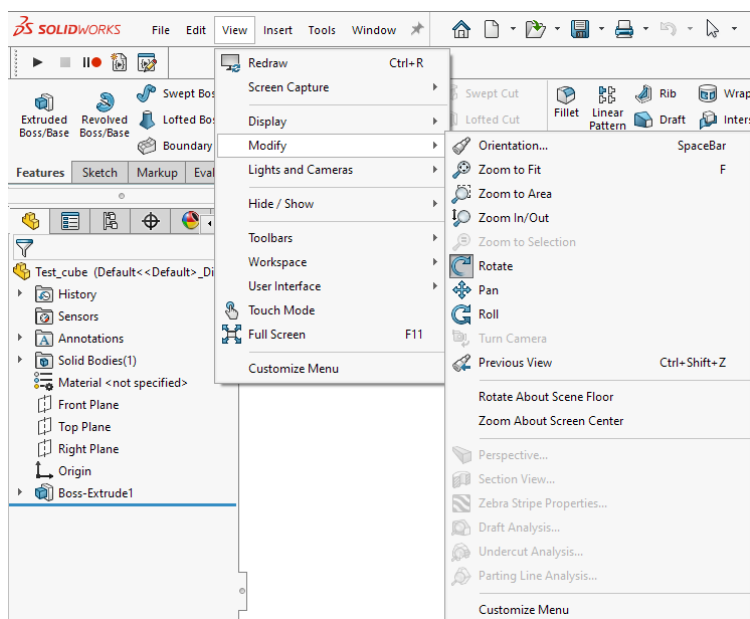 SOLIDWORKS File Edit View Insert Tools Window
Redraw Ctrl+R
Screen Capture
Display
Modify
Lights and Cameras
Hide / Show
Toolbars
Workspace
User Interface
Touch Mode
Full Screen F11
Customize Menu
Extruded
Boss/Base
Revolved
Boss/Base
Swept Bos
Lofted Bos
Boundary
Swept Cut
Lofted Cut
Fillet
Linear
Pattern
Rib
Draft
Wrap
Inters
Features Sketch Markup Eval
Test_cube (Default<<Default>_Di
History
Sensors
Annotations
Solid Bodies(1)
Material <not specified>
Front Plane
Top Plane
Right Plane
Origin
Boss-Extrude1
Orientation... SpaceBar
Zoom to Fit F
Zoom to Area
Zoom In/Out
Zoom to Selection
Rotate
Pan
Roll
Turn Camera
Previous View Ctrl+Shift+Z
Rotate About Scene Floor
Zoom About Screen Center
Perspective...
Section View...
Zebra Stripe Properties...
Draft Analysis...
Undercut Analysis...
Parting Line Analysis...
Customize Menu